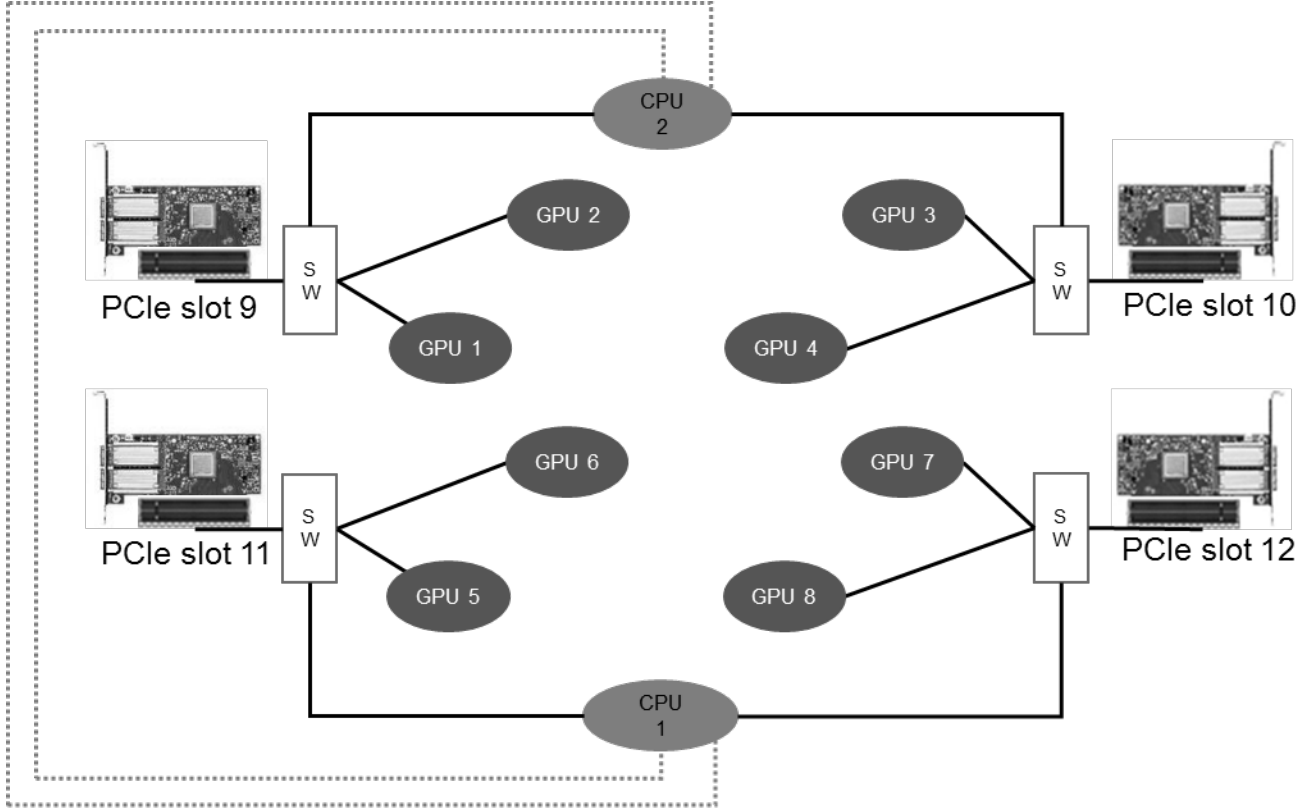 CPU
2
GPU 2
GPU 3
S
W
S
W
PCIe slot 9
PCIe slot 10
GPU 1
GPU 4
GPU 6
GPU 7
S
W
S
W
PCIe slot 11
PCIe slot 12
GPU 5
GPU 8
CPU
1